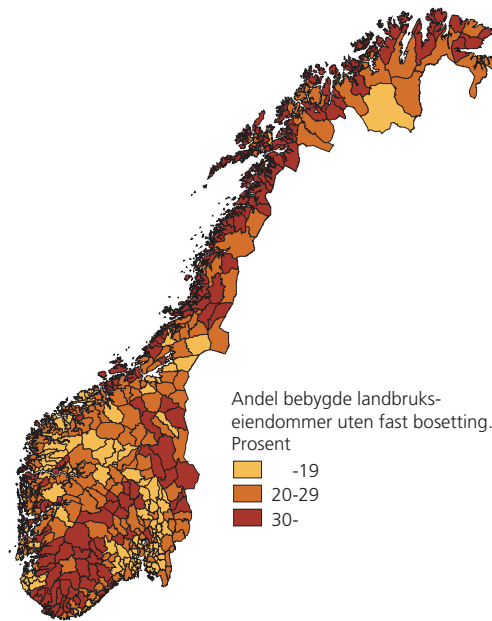 Andel bebygde landbruks-
eiendommer uten fast bosetting.
Prosent
-19
20-29
30-